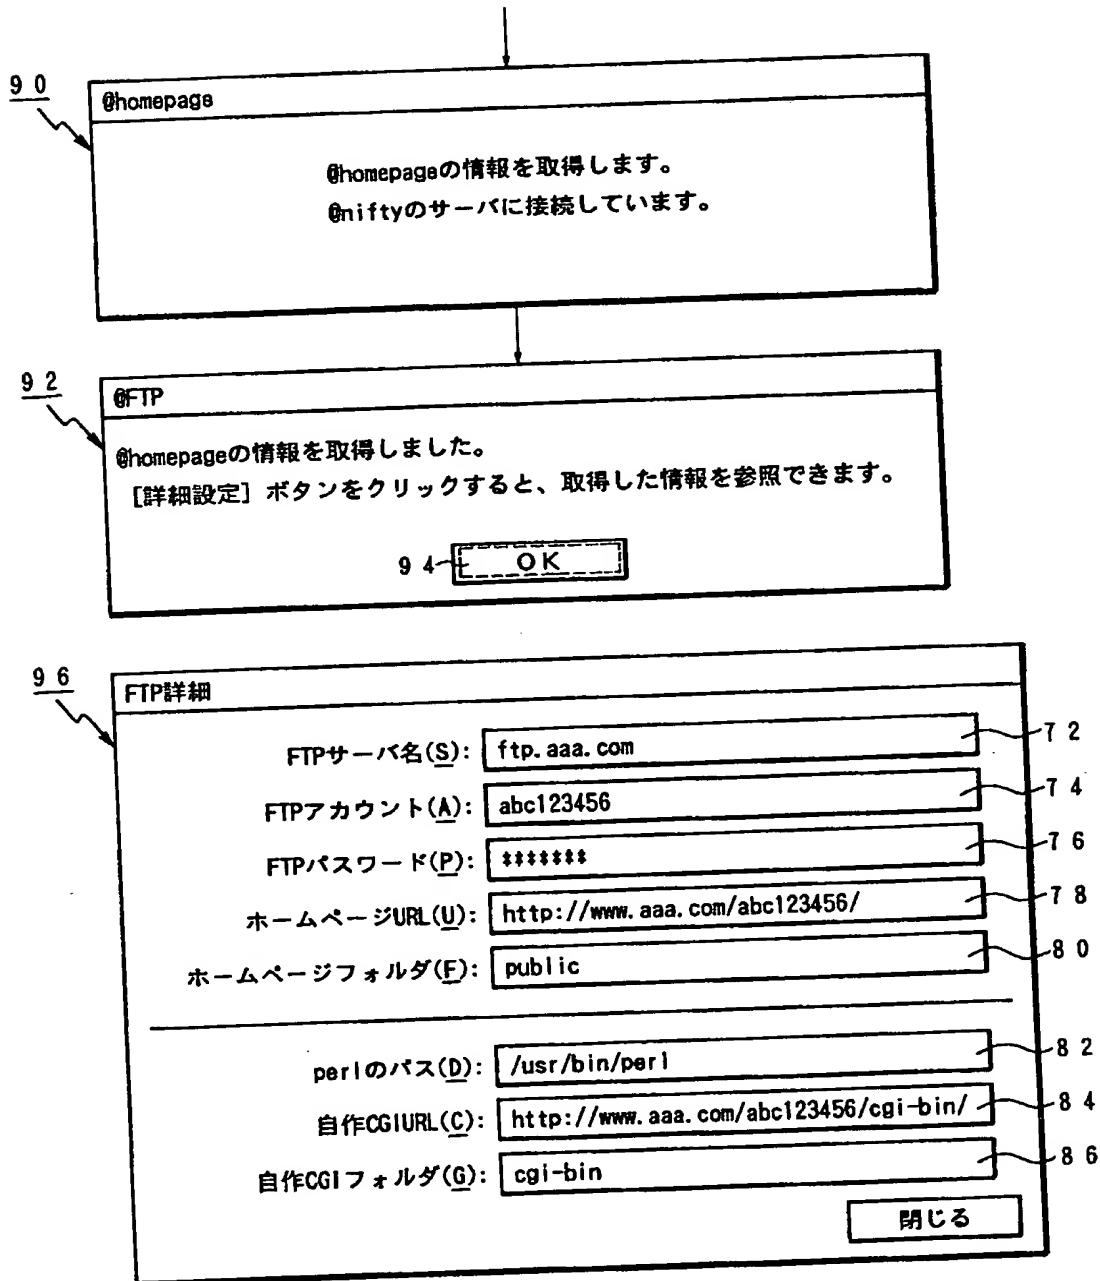 90
@homepage
@homepageの情報を取得します。
@niftyのサーバに接続しています。
92
@FTP
@homepageの情報を取得しました。
[詳細設定] ボタンをクリックすると、取得した情報を参照できます。
94 OK
96
FTP詳細
FTPサーバ名(S): ftp.aaa.com 72
FTPアカウント(A): abc123456 74
FTPパスワード(P): ******* 76
ホームページURL(U): http://www.aaa.com/abc123456/ 78
ホームページフォルダ(F): public 80
perlのパス(D): /usr/bin/perl 82
自作CGIURL(C): http://www.aaa.com/abc123456/cgi-bin/ 84
自作CGIフォルダ(G): cgi-bin 86
閉じる